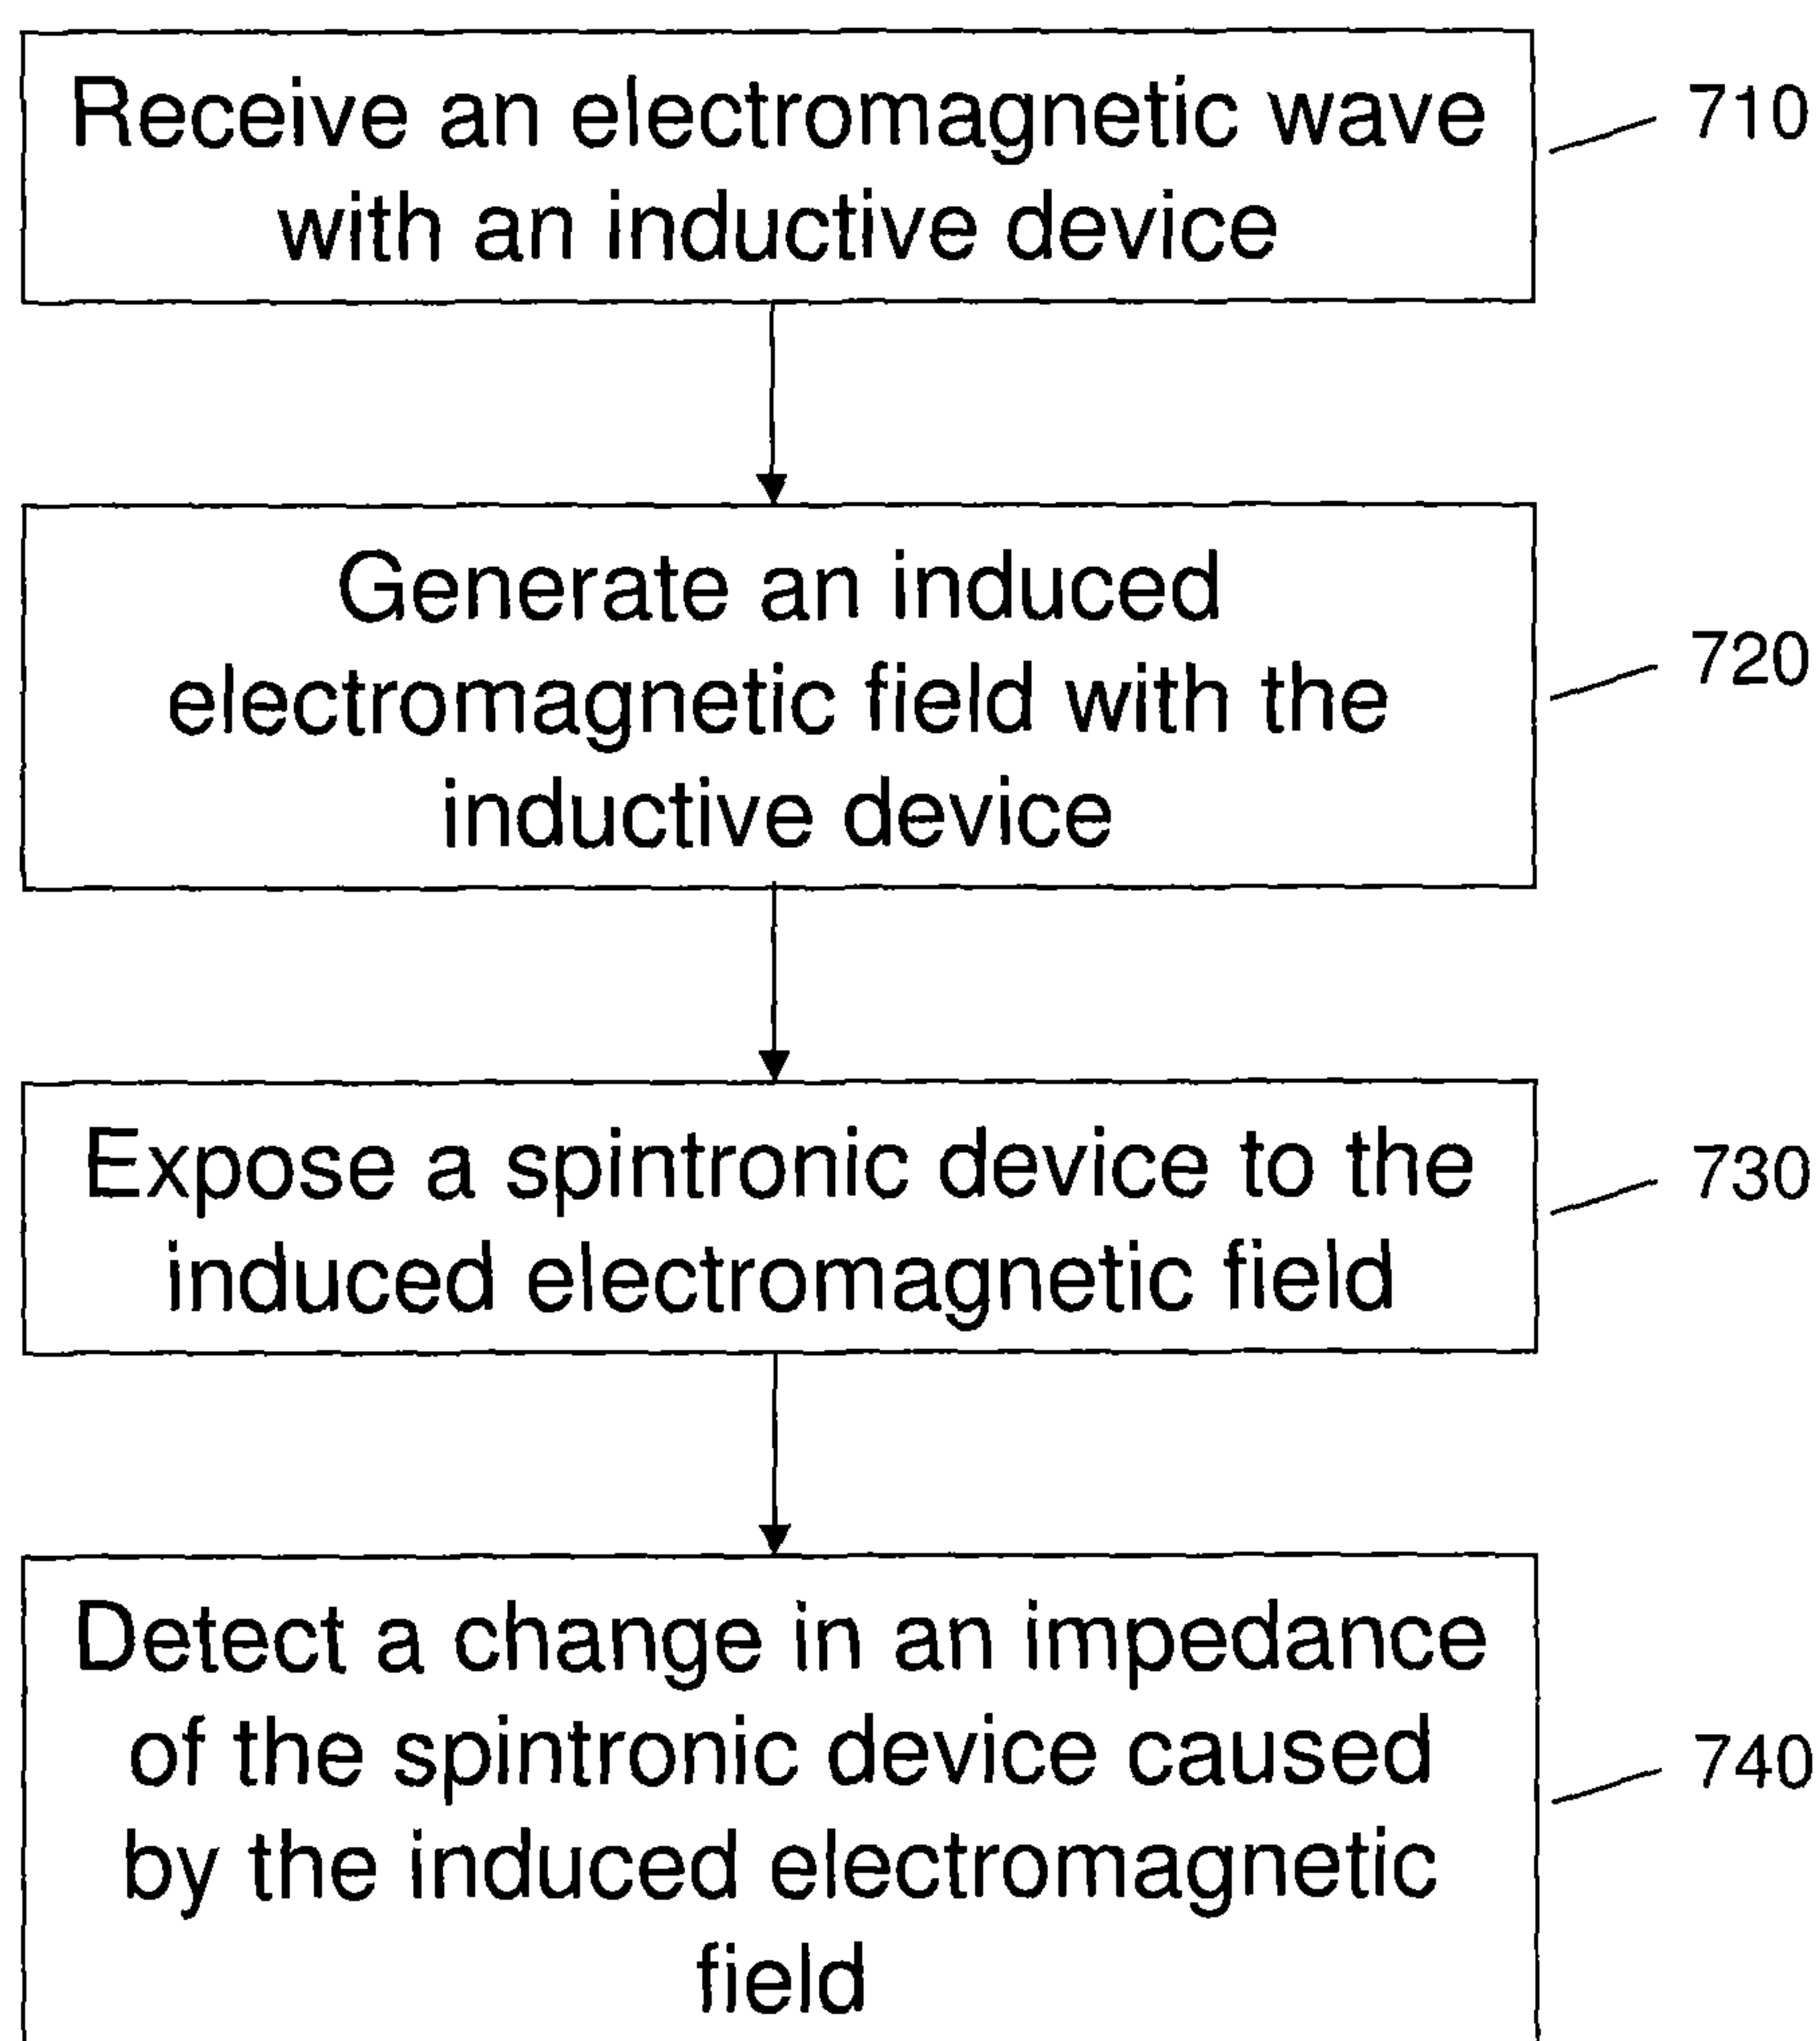 Receive an electromagnetic wave
with an inductive device
710
Generate an induced
electromagnetic field with the
inductive device
720
Expose a spintronic device to the
induced electromagnetic field
730
Detect a change in an impedance
of the spintronic device caused
by the induced electromagnetic
field
740